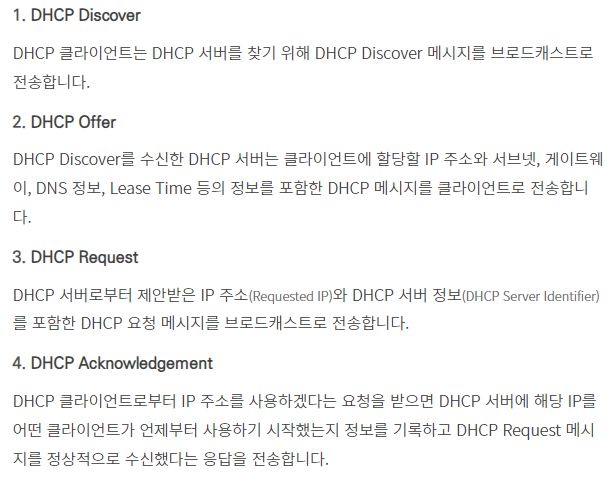 1. DHCP Discover
DHCP 클라이언트는 DHCP 서버를 찾기 위해 DHCP Discover 메시지를 브로드캐스트로
전송합니다.
2. DHCP Offer
DHCP Discover를 수신한 DHCP 서버는 클라이언트에 할당할 IP 주소와 서브넷, 게이트웨
이, DNS 정보, Lease Time 등의 정보를 포함한 DHCP 메시지를 클라이언트로 전송합니
다.
3. DHCP Request
DHCP 서버로부터 제안받은 IP 주소(Requested IP)와 DHCP 서버 정보(DHCP Server Identifier)
를 포함한 DHCP 요청 메시지를 브로드캐스트로 전송합니다.
4. DHCP Acknowledgement
DHCP 클라이언트로부터 IP 주소를 사용하겠다는 요청을 받으면 DHCP 서버에 해당 IP를
어떤 클라이언트가 언제부터 사용하기 시작했는지 정보를 기록하고 DHCP Request 메시
지를 정상적으로 수신했다는 응답을 전송합니다.